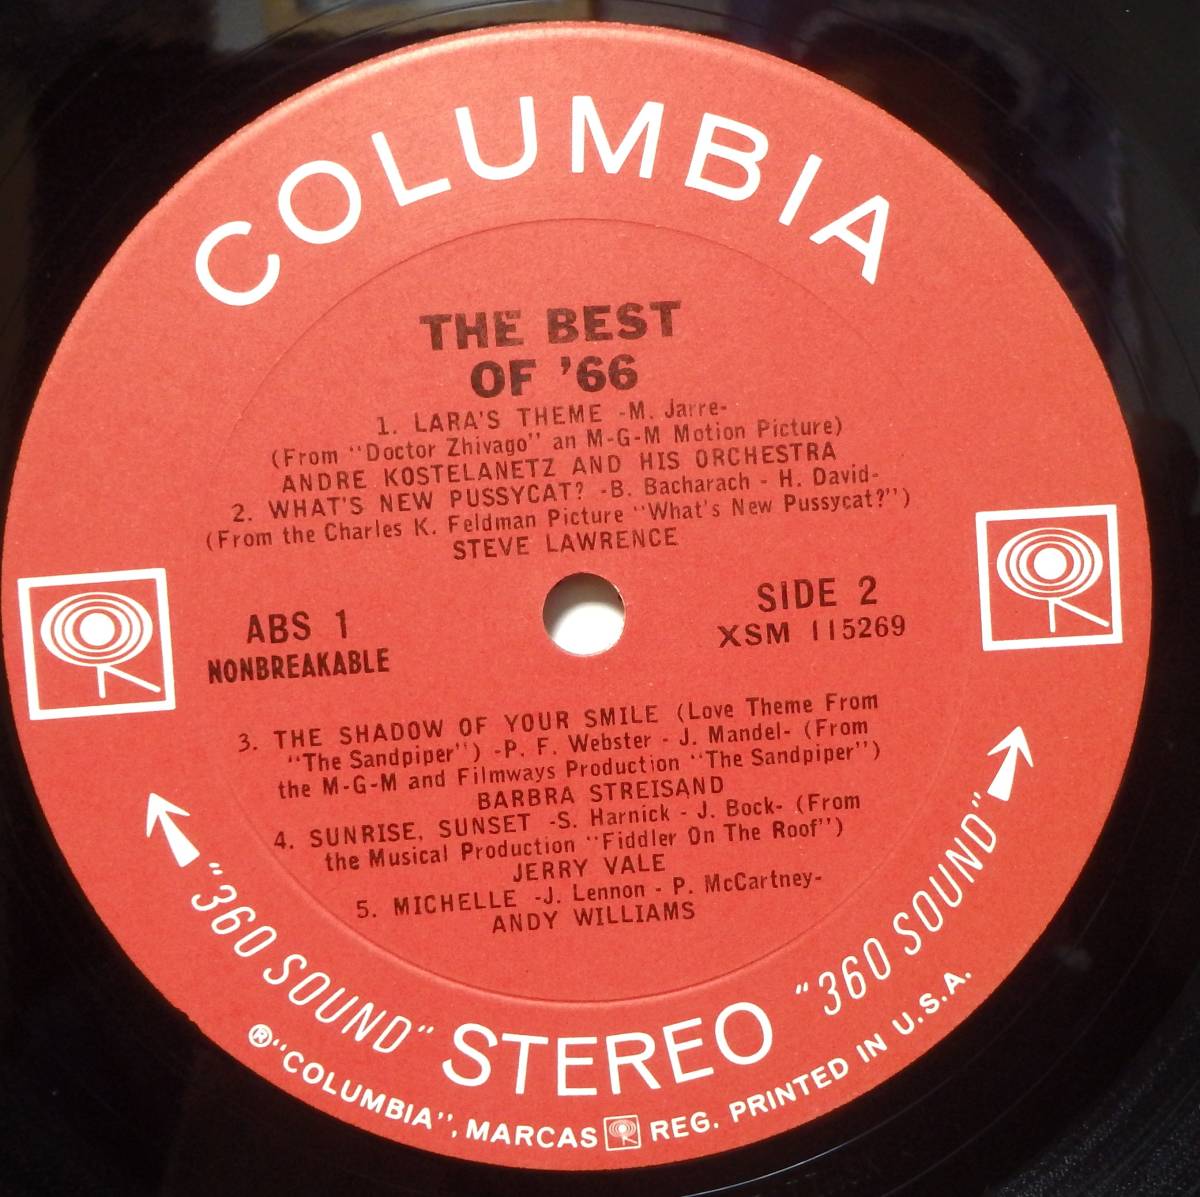 COLUMBIA
THE BEST
OF '66
1. LARA'S THEME -M. Jarre-
(From "Doctor Zhivago" an M-G-M Motion Picture)
ANDRE KOSTELANETZ AND HIS ORCHESTRA
2. WHAT'S NEW PUSSYCAT? -B. Bacharach - H. David-
(From the Charles K. Feldman Picture "What's New Pussycat?")
STEVE LAWRENCE
ABS 1
NONBREAKABLE
SIDE 2
XSM 115269
3. THE SHADOW OF YOUR SMILE (Love Theme From
"The Sandpiper") -P. F. Webster - J. Mandel- (From
the M-G-M and Filmways Production "The Sandpiper")
BARBRA STREISAND
4. SUNRISE, SUNSET -S. Harnick - J. Bock- (From
the Musical Production "Fiddler On The Roof")
JERRY VALE
5. MICHELLE -J. Lennon - P. McCartney-
ANDY WILLIAMS
"360 SOUND" STEREO "360 SOUND"
® "COLUMBIA", MARCAS REG. PRINTED IN U.S.A.